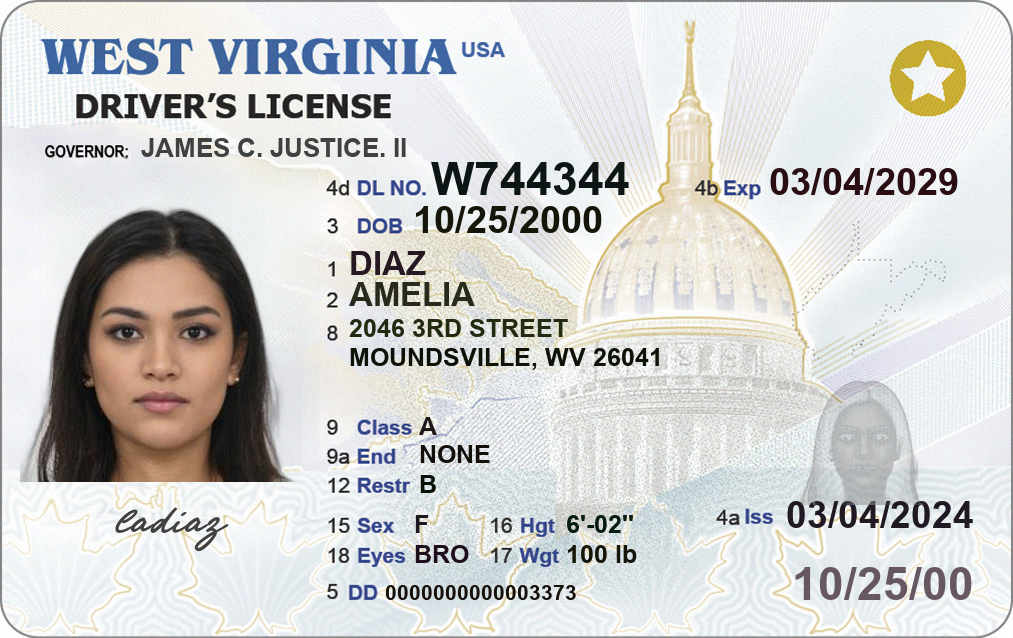 WEST VIRGINIA USA
DRIVER'S LICENSE
GOVERNOR; JAMES C. JUSTICE. II
4d DL NO. W744344 4b Exp 03/04/2029
3 DOB 10/25/2000
1 DIAZ
2 AMELIA
8 2046 3RD STREET
MOUNDSVILLE, WV 26041
9 Class A
9a End NONE
12 Restr B
15 Sex F 16 Hgt 6'-02" 4a Iss 03/04/2024
18 Eyes BRO 17 Wgt 100 lb
5 DD 0000000000003373
10/25/00
Cadiaz